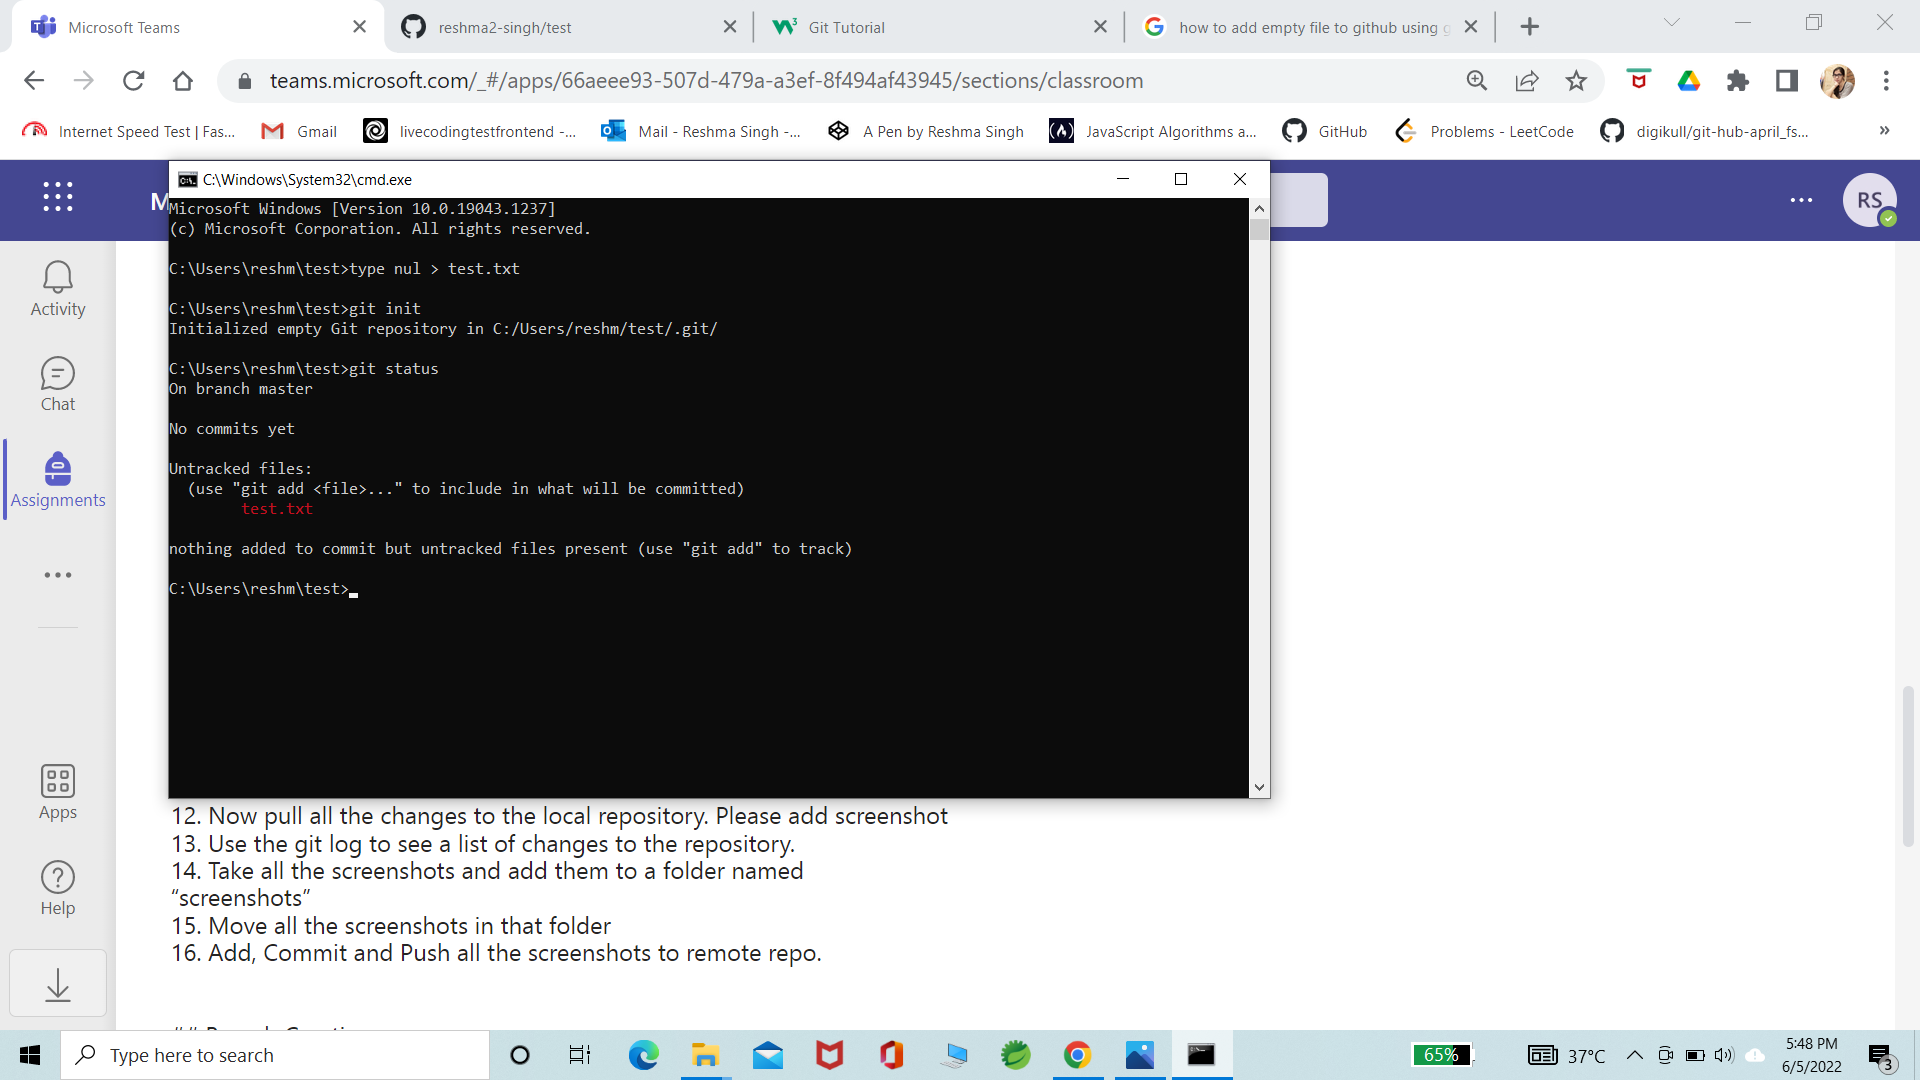 Microsoft Teams
reshma2-singh/test
Git Tutorial
how to add empty file to github using g
teams.microsoft.com/_#/apps/66aeee93-507d-479a-a3ef-8f494af43945/sections/classroom
Internet Speed Test | Fas...
Gmail
livecodingtestfrontend -...
Mail - Reshma Singh -...
A Pen by Reshma Singh
JavaScript Algorithms a...
GitHub
Problems - LeetCode
digikull/git-hub-april_fs...
»
M
RS
C:\Windows\System32\cmd.exe
Microsoft Windows [Version 10.0.19043.1237]
(c) Microsoft Corporation. All rights reserved.
C:\Users\reshm\test>type nul > test.txt
C:\Users\reshm\test>git init
Initialized empty Git repository in C:/Users/reshm/test/.git/
C:\Users\reshm\test>git status
On branch master
No commits yet
Untracked files:
(use "git add <file>..." to include in what will be committed)
test.txt
nothing added to commit but untracked files present (use "git add" to track)
C:\Users\reshm\test>
Activity
Chat
Assignments
Apps
Help
12. Now pull all the changes to the local repository. Please add screenshot
13. Use the git log to see a list of changes to the repository.
14. Take all the screenshots and add them to a folder named
“screenshots”
15. Move all the screenshots in that folder
16. Add, Commit and Push all the screenshots to remote repo.
Type here to search
65%
37°C
5:48 PM
6/5/2022
3